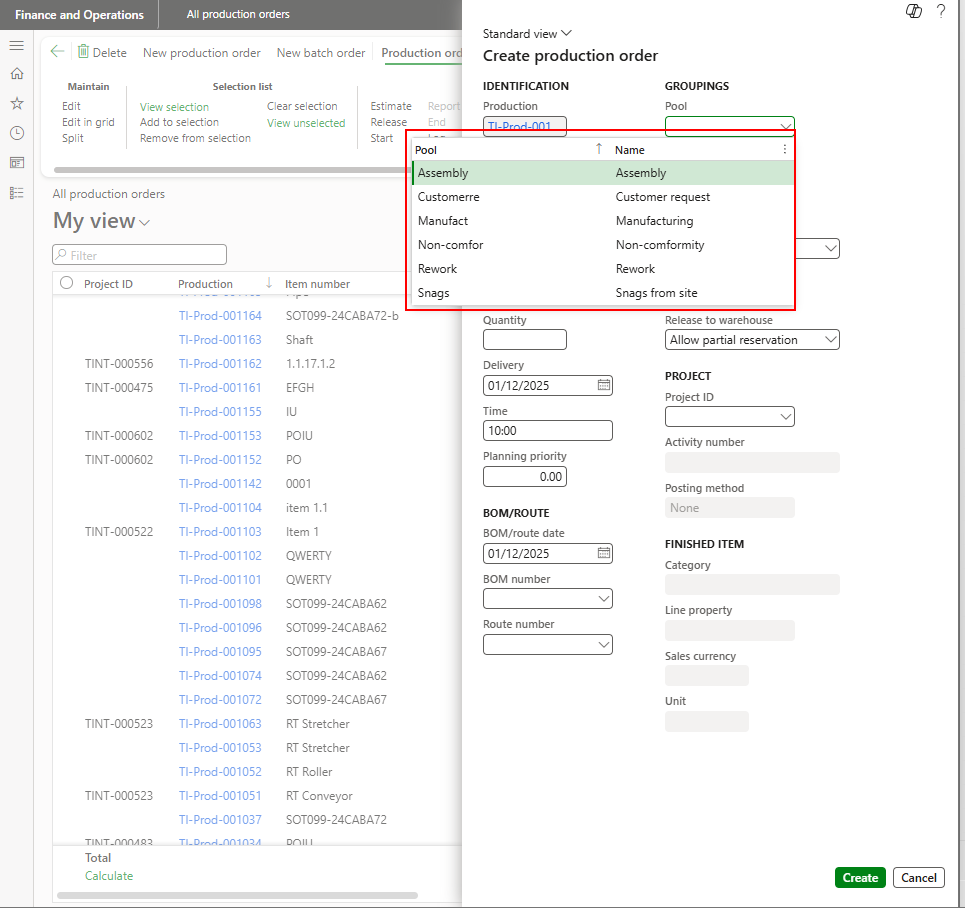 Finance and Operations
All production orders
Delete
New production order
New batch order
Production ord
Maintain
Edit
Edit in grid
Split
Selection list
View selection
Add to selection
Remove from selection
Clear selection
View unselected
Estimate
Release
Start
Report
End
All production orders
My view
Filter
Project ID Production Item number
TI-Prod-001164 SOT099-24CABA72-b
TI-Prod-001163 Shaft
TINT-000556 TI-Prod-001162 1.1.17.1.2
TINT-000475 TI-Prod-001161 EFGH
TI-Prod-001155 IU
TINT-000602 TI-Prod-001153 POIU
TINT-000602 TI-Prod-001152 PO
TI-Prod-001142 0001
TI-Prod-001104 item 1.1
TINT-000522 TI-Prod-001103 Item 1
TI-Prod-001102 QWERTY
TI-Prod-001101 QWERTY
TI-Prod-001098 SOT099-24CABA62
TI-Prod-001096 SOT099-24CABA62
TI-Prod-001095 SOT099-24CABA67
TI-Prod-001074 SOT099-24CABA62
TI-Prod-001072 SOT099-24CABA67
TINT-000523 TI-Prod-001063 RT Stretcher
TI-Prod-001053 RT Stretcher
TI-Prod-001052 RT Roller
TINT-000523 TI-Prod-001051 RT Conveyor
TI-Prod-001037 SOT099-24CABA72
TINT-000483 TI-Prod-001034 POIU
Total
Calculate
?
Standard view
Create production order
IDENTIFICATION
Production
TI-Prod-001
GROUPINGS
Pool
Pool Name
Assembly Assembly
Customerre Customer request
Manufact Manufacturing
Non-comfor Non-comformity
Rework Rework
Snags Snags from site
Quantity
Delivery
01/12/2025
Time
10:00
Planning priority
0.00
BOM/ROUTE
BOM/route date
01/12/2025
BOM number
Route number
Release to warehouse
Allow partial reservation
PROJECT
Project ID
Activity number
Posting method
None
FINISHED ITEM
Category
Line property
Sales currency
Unit
Create
Cancel